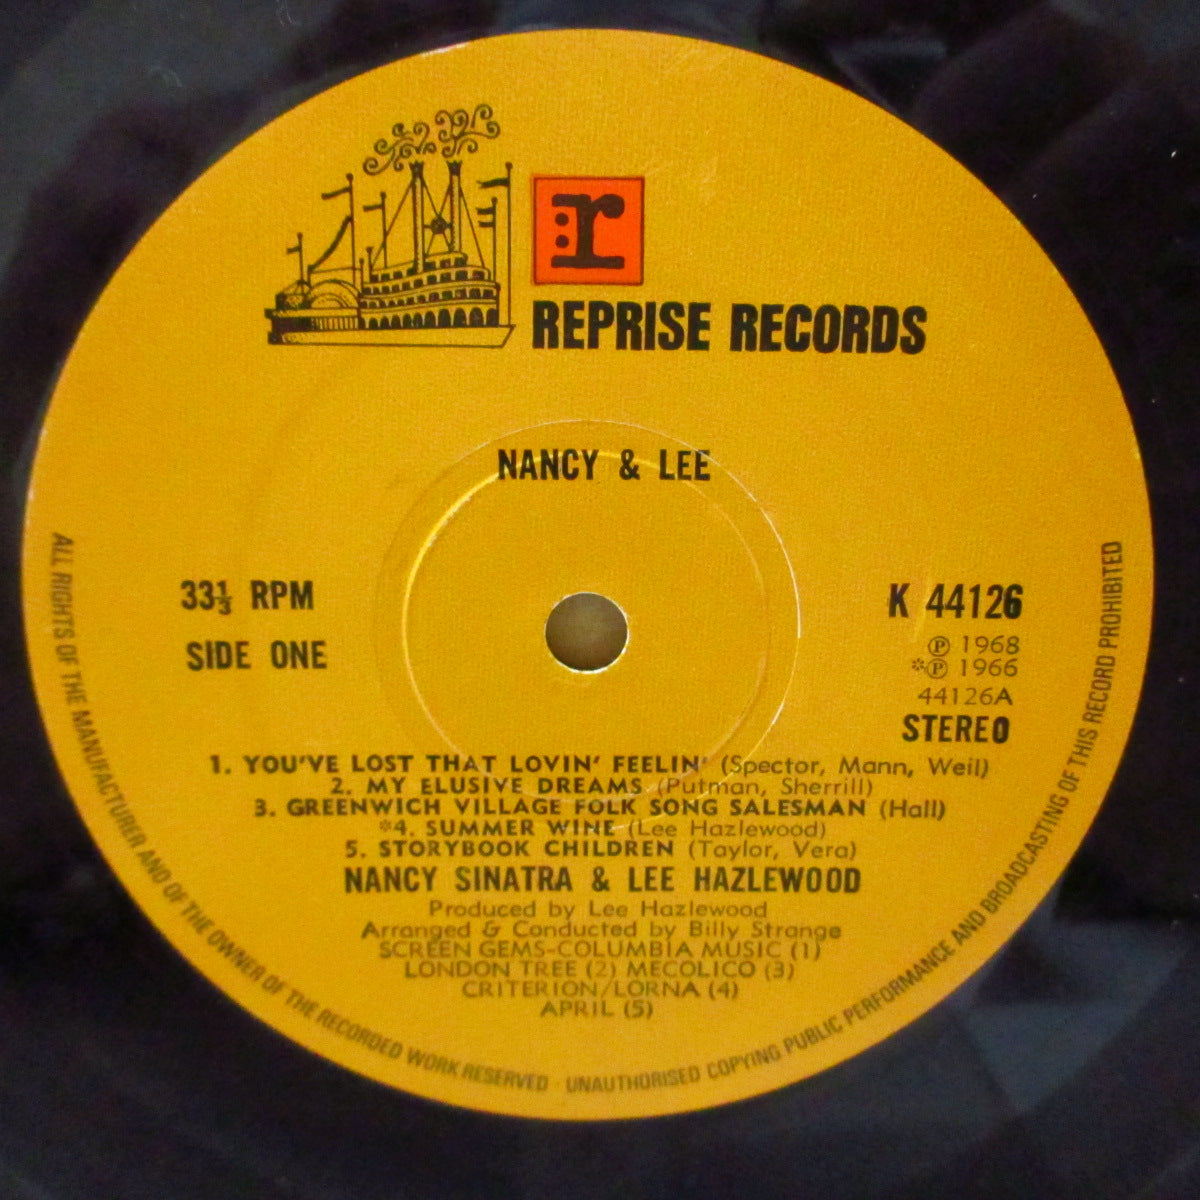 r
REPRISE RECORDS
NANCY & LEE
33⅓ RPM
SIDE ONE
K 44126
Ⓟ 1968
*Ⓟ 1966
44126A
STEREO
1. YOU'VE LOST THAT LOVIN' FEELIN' (Spector, Mann, Weil)
2. MY ELUSIVE DREAMS (Putman, Sherrill)
3. GREENWICH VILLAGE FOLK SONG SALESMAN (Hall)
*4. SUMMER WINE (Lee Hazlewood)
5. STORYBOOK CHILDREN (Taylor, Vera)
NANCY SINATRA & LEE HAZLEWOOD
Produced by Lee Hazlewood
Arranged & Conducted by Billy Strange
SCREEN GEMS-COLUMBIA MUSIC (1)
LONDON TREE (2) MECOLICO (3)
CRITERION/LORNA (4)
APRIL (5)
ALL RIGHTS OF THE MANUFACTURER AND OF THE OWNER OF THE RECORDED WORK RESERVED · UNAUTHORISED COPYING PUBLIC PERFORMANCE AND BROADCASTING OF THIS RECORD PROHIBITED